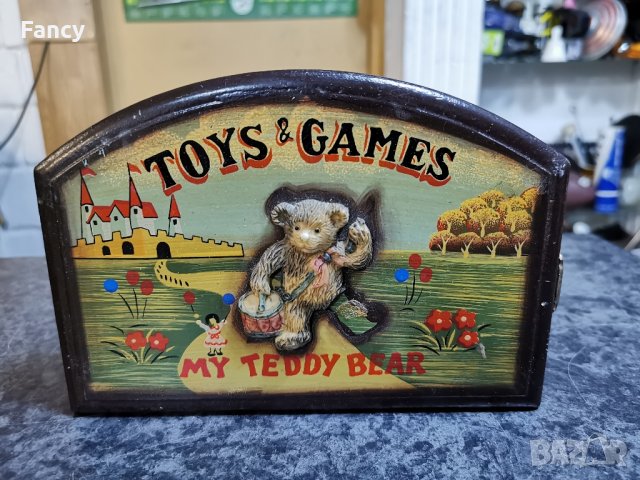 Fancy
TOYS & GAMES
MY TEDDY BEAR
BAZAR